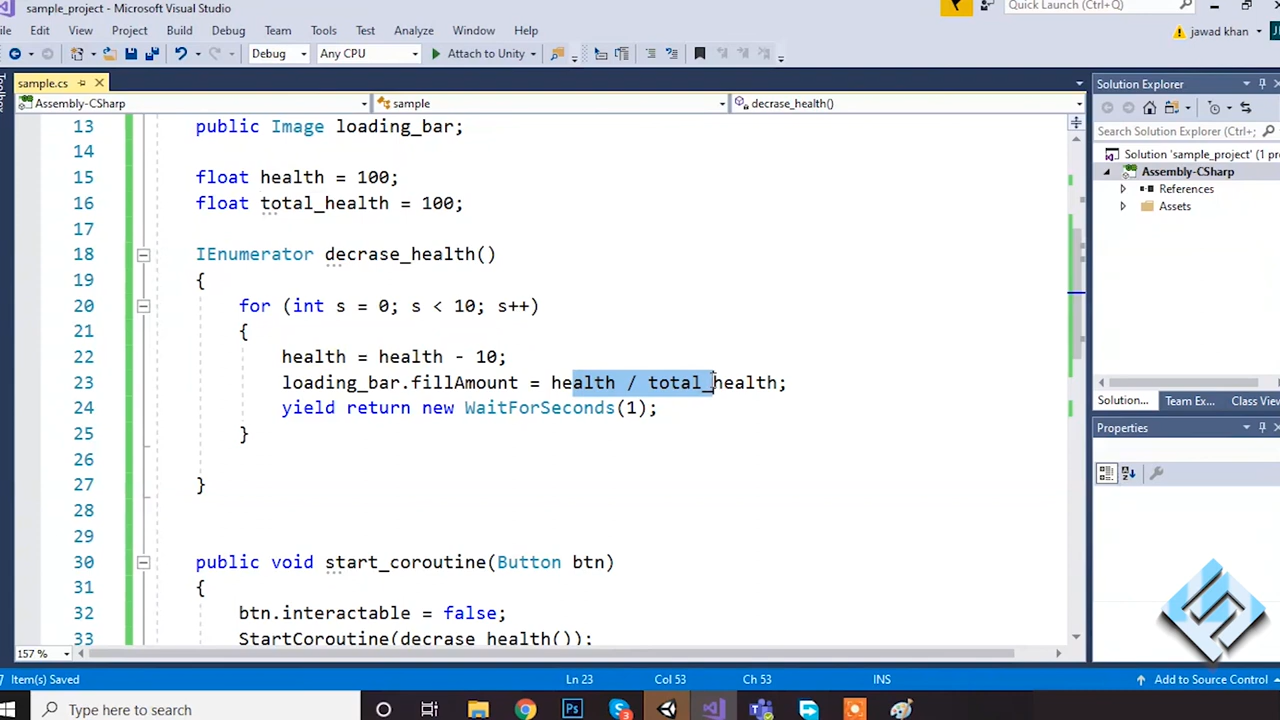 sample_project - Microsoft Visual Studio
Quick Launch (Ctrl+Q)
Edit View Project Build Debug Team Tools Test Analyze Window Help
jawad khan
Debug Any CPU Attach to Unity
sample.cs
Assembly-CSharp sample decrase_health()
Toolbox
13 public Image loading_bar;
14
15 float health = 100;
16 float total_health = 100;
17
18 IEnumerator decrase_health()
19 {
20 for (int s = 0; s < 10; s++)
21 {
22 health = health - 10;
23 loading_bar.fillAmount = health / total_health;
24 yield return new WaitForSeconds(1);
25 }
26
27 }
28
29
30 public void start_coroutine(Button btn)
31 {
32 btn.interactable = false;
33 StartCoroutine(decrase_health());
157 %
Solution Explorer
Search Solution Explorer (Ctrl+;
Solution 'sample_project' (1 pr
Assembly-CSharp
References
Assets
Solution... Team Ex... Class View
Properties
Item(s) Saved Ln 23 Col 53 Ch 53 INS Add to Source Control
Type here to search